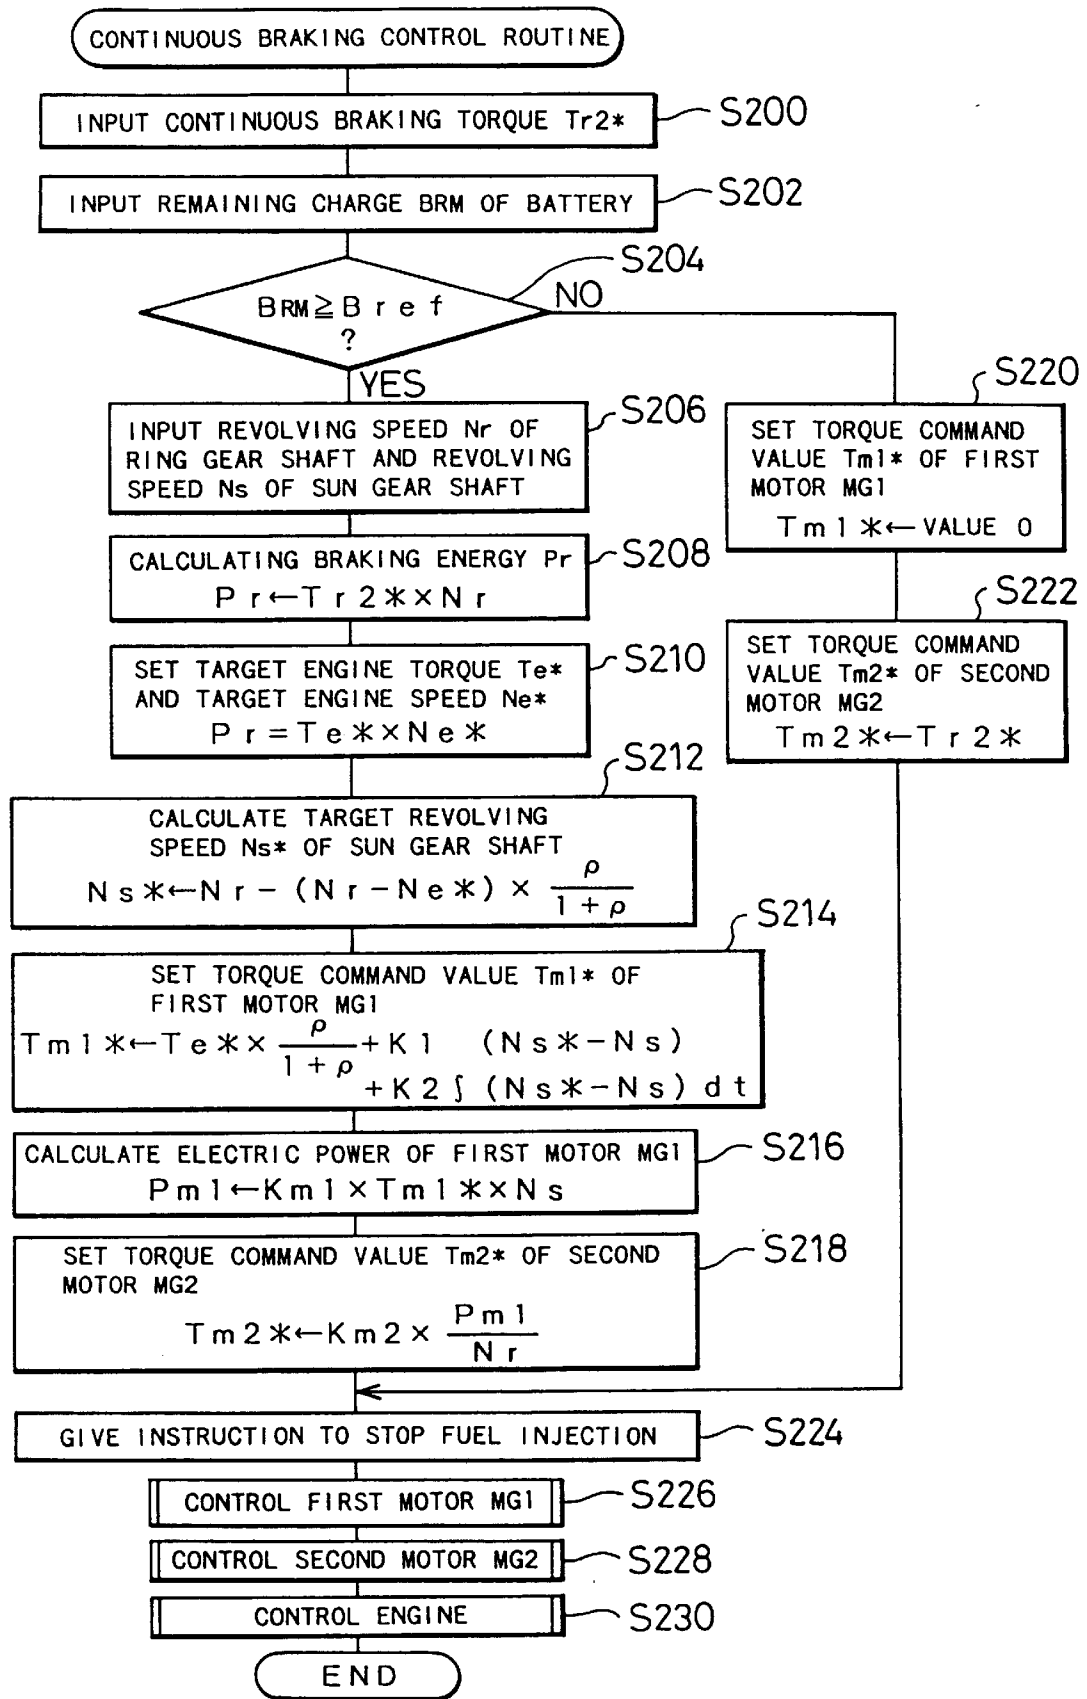 CONTINUOUS BRAKING CONTROL ROUTINE
INPUT CONTINUOUS BRAKING TORQUE Tr2*
S200
INPUT REMAINING CHARGE BRM OF BATTERY
S202
BRM≧Bref
?
S204
NO
YES
INPUT REVOLVING SPEED Nr OF
RING GEAR SHAFT AND REVOLVING
SPEED Ns OF SUN GEAR SHAFT
S206
CALCULATING BRAKING ENERGY Pr
Pr←Tr2*×Nr
S208
SET TARGET ENGINE TORQUE Te*
AND TARGET ENGINE SPEED Ne*
Pr=Te*×Ne*
S210
CALCULATE TARGET REVOLVING
SPEED Ns* OF SUN GEAR SHAFT
Ns*←Nr-(Nr-Ne*)× ρ/1+ρ
S212
SET TORQUE COMMAND VALUE Tm1* OF
FIRST MOTOR MG1
Tm1*←Te*× ρ/1+ρ +K1 (Ns*-Ns)
+K2∫(Ns*-Ns)dt
S214
CALCULATE ELECTRIC POWER OF FIRST MOTOR MG1
Pm1←Km1×Tm1*×Ns
S216
SET TORQUE COMMAND VALUE Tm2* OF SECOND
MOTOR MG2
Tm2*←Km2× Pm1/Nr
S218
SET TORQUE COMMAND
VALUE Tm1* OF FIRST
MOTOR MG1
Tm1*←VALUE 0
S220
SET TORQUE COMMAND
VALUE Tm2* OF SECOND
MOTOR MG2
Tm2*←Tr2*
S222
GIVE INSTRUCTION TO STOP FUEL INJECTION
S224
CONTROL FIRST MOTOR MG1
S226
CONTROL SECOND MOTOR MG2
S228
CONTROL ENGINE
S230
END